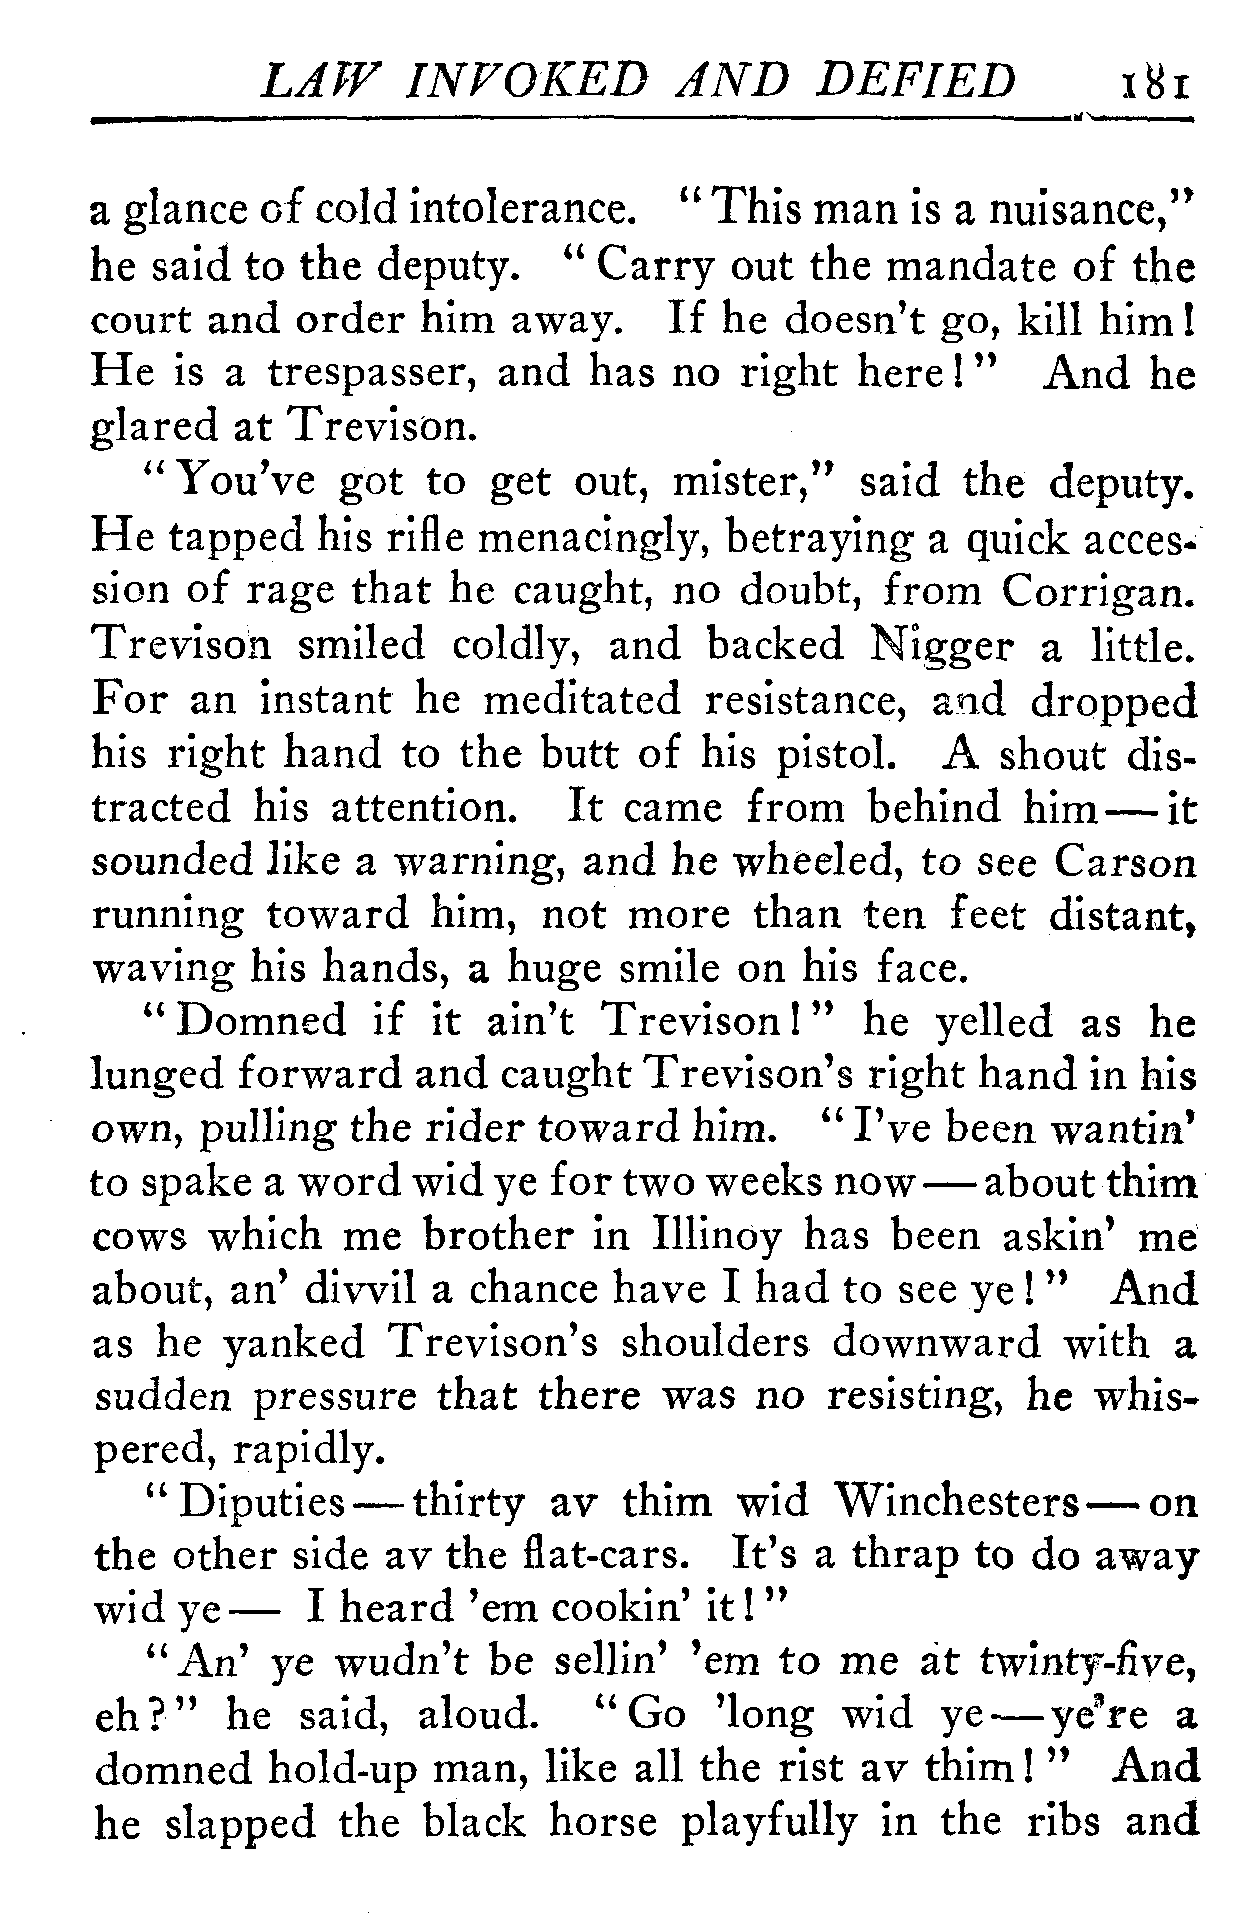 LAW INVOKED AND DEFIED 181
a glance of cold intolerance. "This man is a nuisance,"
he said to the deputy. "Carry out the mandate of the
court and order him away. If he doesn't go, kill him!
He is a trespasser, and has no right here!" And he
glared at Trevison.
"You've got to get out, mister," said the deputy.
He tapped his rifle menacingly, betraying a quick acces-
sion of rage that he caught, no doubt, from Corrigan.
Trevison smiled coldly, and backed Nigger a little.
For an instant he meditated resistance, and dropped
his right hand to the butt of his pistol. A shout dis-
tracted his attention. It came from behind him—it
sounded like a warning, and he wheeled, to see Carson
running toward him, not more than ten feet distant,
waving his hands, a huge smile on his face.
"Domned if it ain't Trevison!" he yelled as he
lunged forward and caught Trevison's right hand in his
own, pulling the rider toward him. "I've been wantin'
to spake a word wid ye for two weeks now—about thim
cows which me brother in Illinoy has been askin' me
about, an' divvil a chance have I had to see ye!" And
as he yanked Trevison's shoulders downward with a
sudden pressure that there was no resisting, he whis-
pered, rapidly.
"Diputies—thirty av thim wid Winchesters—on
the other side av the flat-cars. It's a thrap to do away
wid ye— I heard 'em cookin' it!"
"An' ye wudn't be sellin' 'em to me at twinty-five,
eh?" he said, aloud. "Go 'long wid ye—ye're a
domned hold-up man, like all the rist av thim!" And
he slapped the black horse playfully in the ribs and